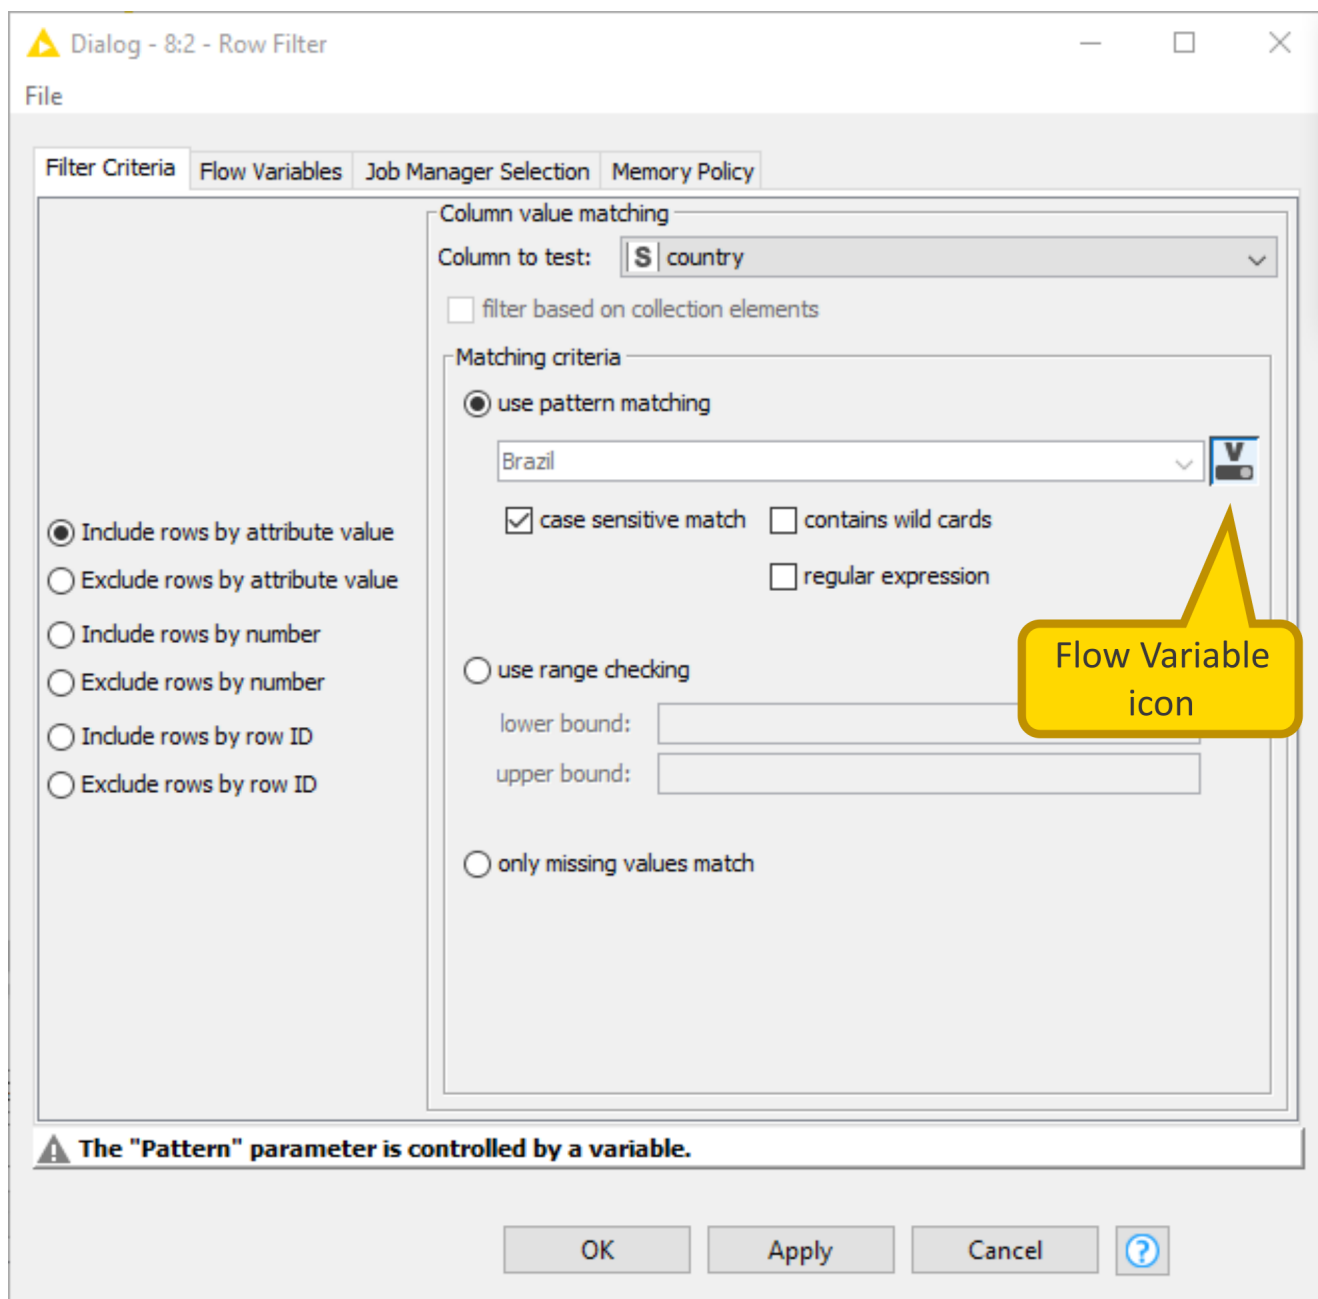 Dialog - 8:2 - Row Filter
File
Filter Criteria
Flow Variables
Job Manager Selection
Memory Policy
Column value matching
Column to test:
S country
filter based on collection elements
Matching criteria
use pattern matching
Brazil
V
case sensitive match
contains wild cards
regular expression
Include rows by attribute value
Exclude rows by attribute value
Include rows by number
Exclude rows by number
Include rows by row ID
Exclude rows by row ID
Flow Variable
icon
use range checking
lower bound:
upper bound:
only missing values match
The "Pattern" parameter is controlled by a variable.
OK
Apply
Cancel
?